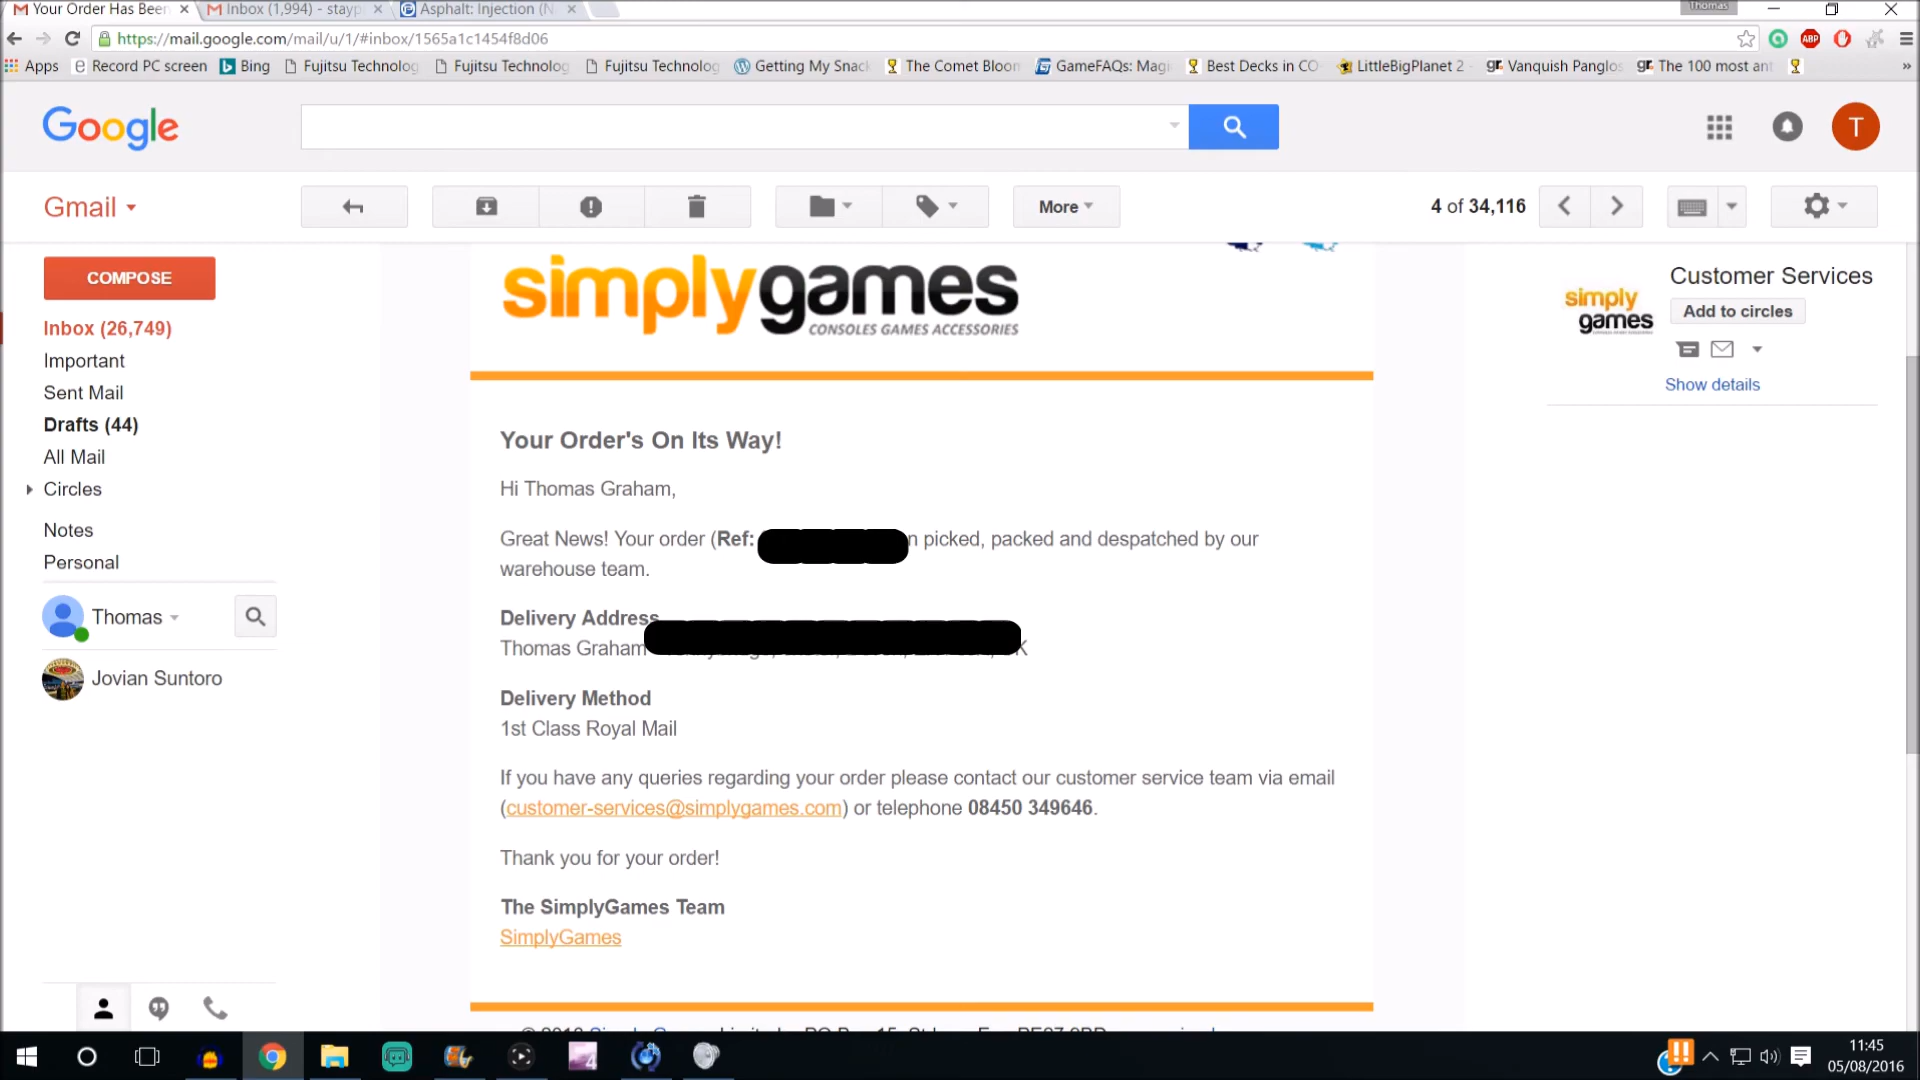 Your Order Has Been
Inbox (1,994) - stayp
Asphalt: Injection (N
Thomas
https://mail.google.com/mail/u/1/#inbox/1565a1c1454f8d06
ABP
Apps
Record PC screen
Bing
Fujitsu Technolog
Fujitsu Technolog
Fujitsu Technolog
Getting My Snack
The Comet Bloon
GameFAQs: Magi
Best Decks in CO
LittleBigPlanet 2 -
gr Vanquish Panglos
gr The 100 most ant
Google
T
Gmail
More
4 of 34,116
COMPOSE
Inbox (26,749)
Important
Sent Mail
Drafts (44)
All Mail
Circles
Notes
Personal
Thomas
Jovian Suntoro
simplygames
CONSOLES GAMES ACCESSORIES
Your Order's On Its Way!
Hi Thomas Graham,
Great News! Your order (Ref: n picked, packed and despatched by our
warehouse team.
Delivery Address
Thomas Graham
Delivery Method
1st Class Royal Mail
If you have any queries regarding your order please contact our customer service team via email
(customer-services@simplygames.com) or telephone 08450 349646.
Thank you for your order!
The SimplyGames Team
SimplyGames
simply
games
Customer Services
Add to circles
Show details
11:45
05/08/2016